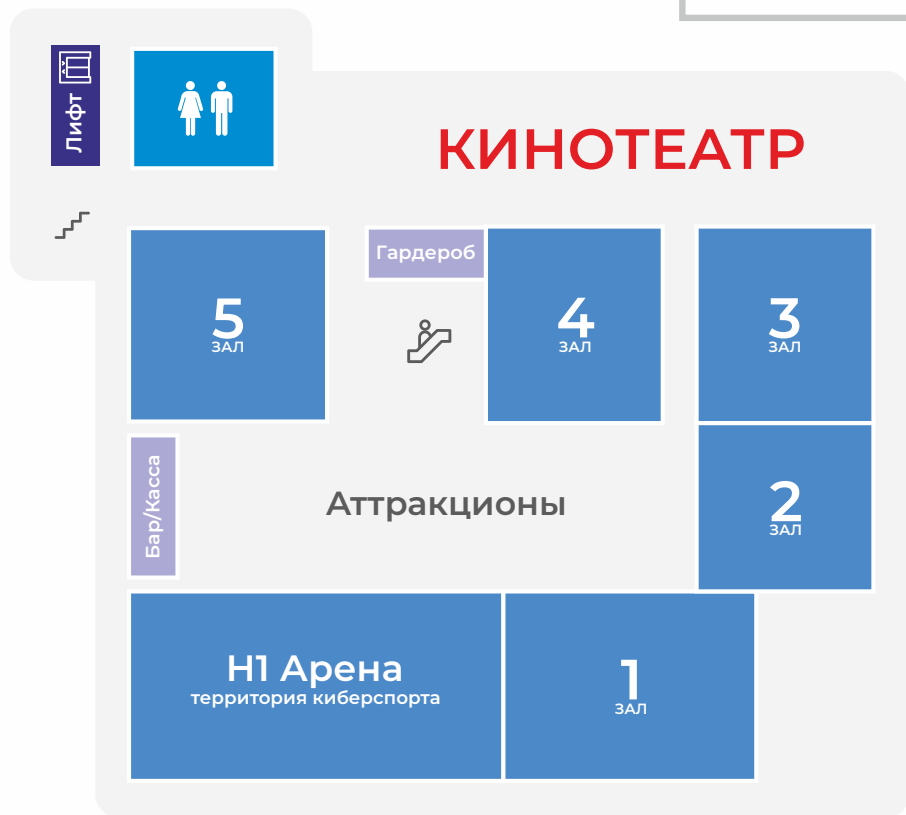 Лифт
КИНОТЕАТР
Гардероб
5
ЗАЛ
4
ЗАЛ
3
ЗАЛ
Бар/Касса
Аттракционы
2
ЗАЛ
H1 Арена
территория киберспорта
1
ЗАЛ